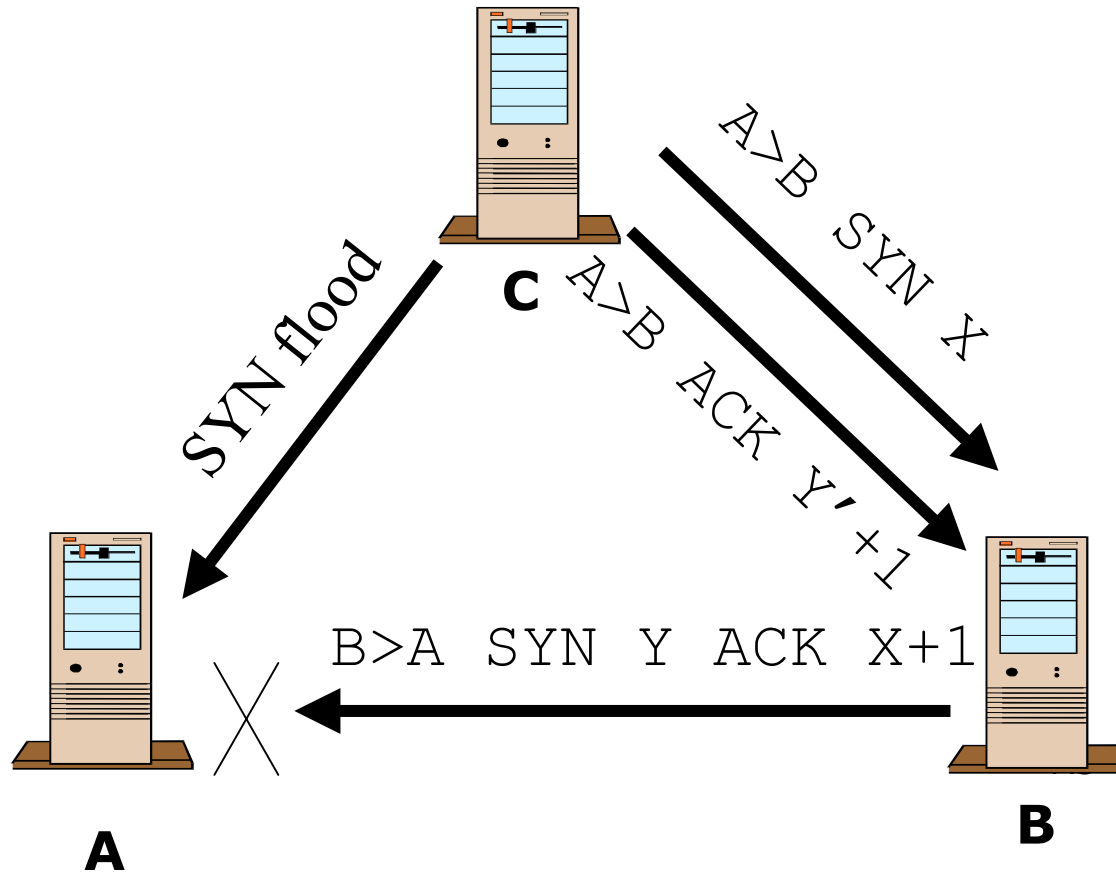 A>B SYN X
C
A>B ACK Y'+1
SYN flood
B>A SYN Y ACK X+1
B
A